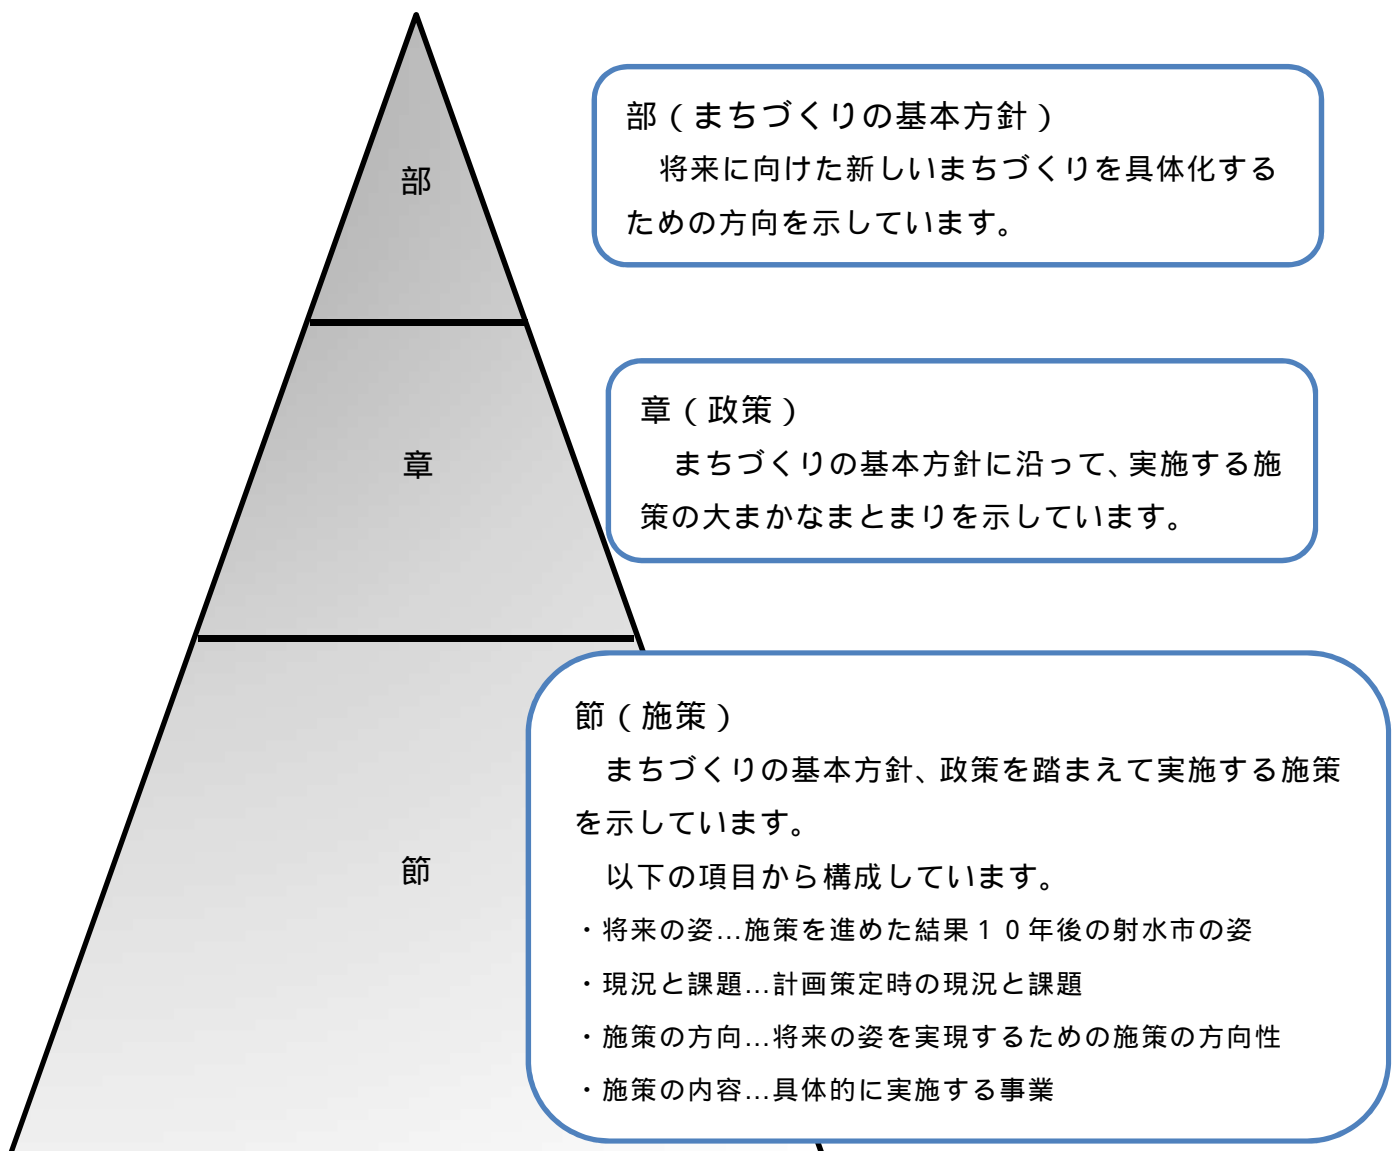 部
部（まちづくりの基本方針）
将来に向けた新しいまちづくりを具体化する
ための方向を示しています。
章
章（政策）
まちづくりの基本方針に沿って、実施する施
策の大まかなまとまりを示しています。
節
節（施策）
まちづくりの基本方針、政策を踏まえて実施する施策
を示しています。
以下の項目から構成しています。
・将来の姿…施策を進めた結果１０年後の射水市の姿
・現況と課題…計画策定時の現況と課題
・施策の方向…将来の姿を実現するための施策の方向性
・施策の内容…具体的に実施する事業